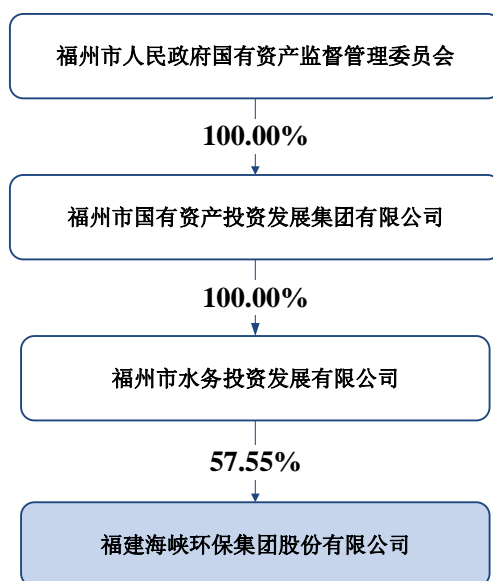 福州市人民政府国有资产监督管理委员会
100.00%
福州市国有资产投资发展集团有限公司
100.00%
福州市水务投资发展有限公司
57.55%
福建海峡环保集团股份有限公司